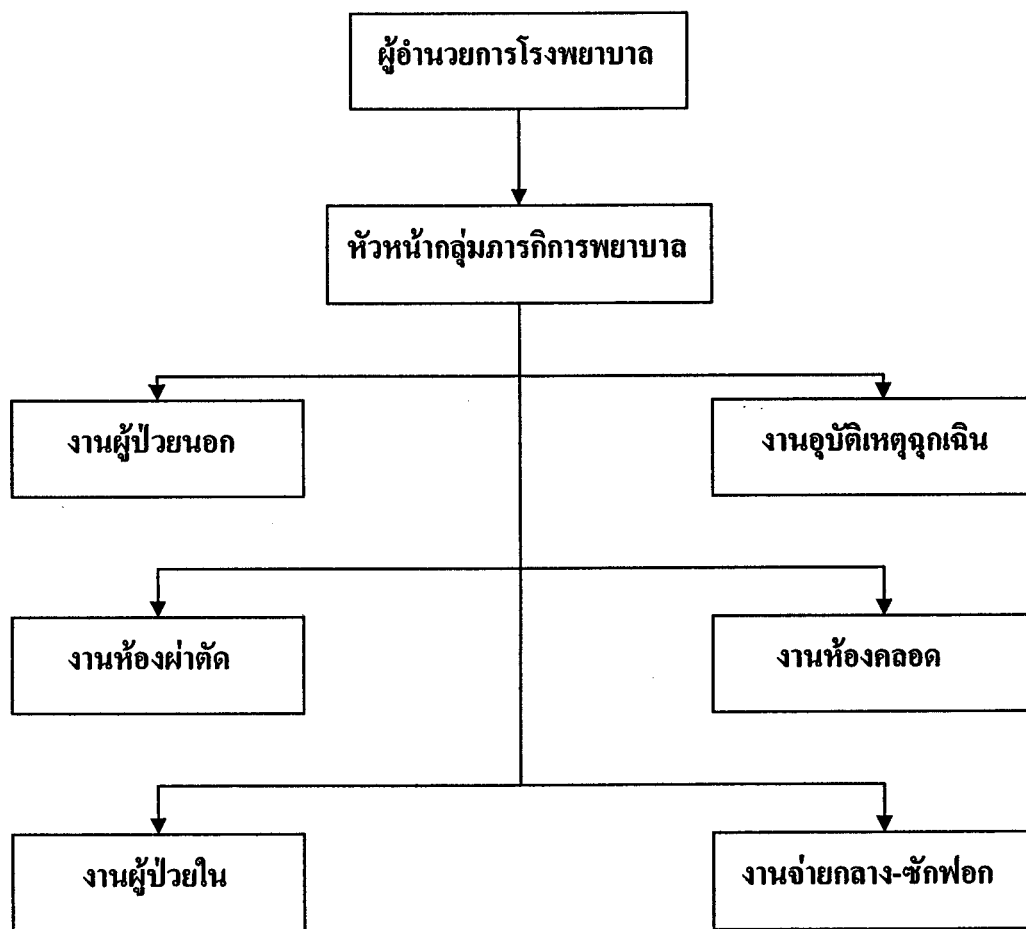 ผู้อำนวยการโรงพยาบาล
หัวหน้ากลุ่มภารกิการพยาบาล
งานผู้ป่วยนอก
งานอุบัติเหตุฉุกเฉิน
งานห้องผ่าตัด
งานห้องคลอด
งานผู้ป่วยใน
งานจ่ายกลาง-ซักฟอก